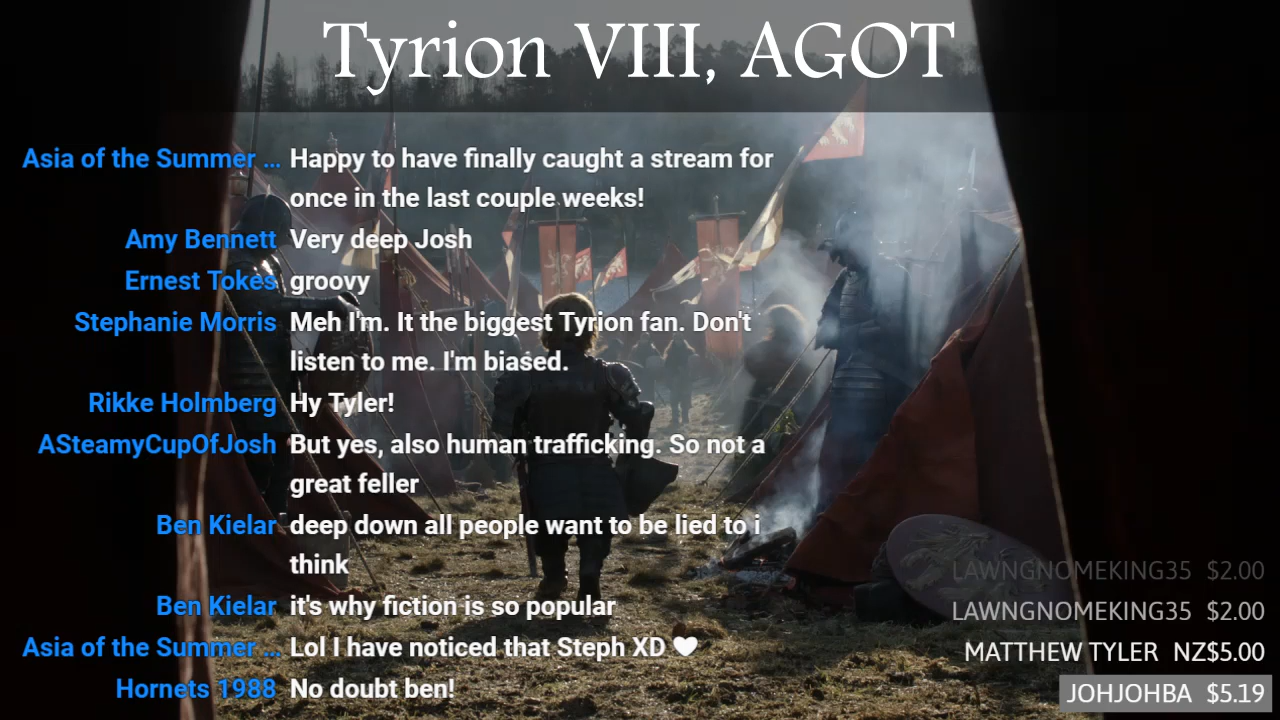 Tyrion VIII, AGOT
Asia of the Summer ... Happy to have finally caught a stream for
once in the last couple weeks!
Amy Bennett Very deep Josh
Ernest Tokés groovy
Stephanie Morris Meh I'm. It the biggest Tyrion fan. Don't
listen to me. I'm biased.
Rikke Holmberg Hy Tyler!
ASteamyCupOfJosh But yes, also human trafficking. So not a
great feller
Ben Kielar deep down all people want to be lied to i
think
Ben Kielar it's why fiction is so popular
Asia of the Summer ... Lol I have noticed that Steph XD 🤍
Hornets 1988 No doubt ben!
LAWNGNOMEKING35 $2.00
LAWNGNOMEKING35 $2.00
MATTHEW TYLER NZ$5.00
JOHJOHBA $5.19